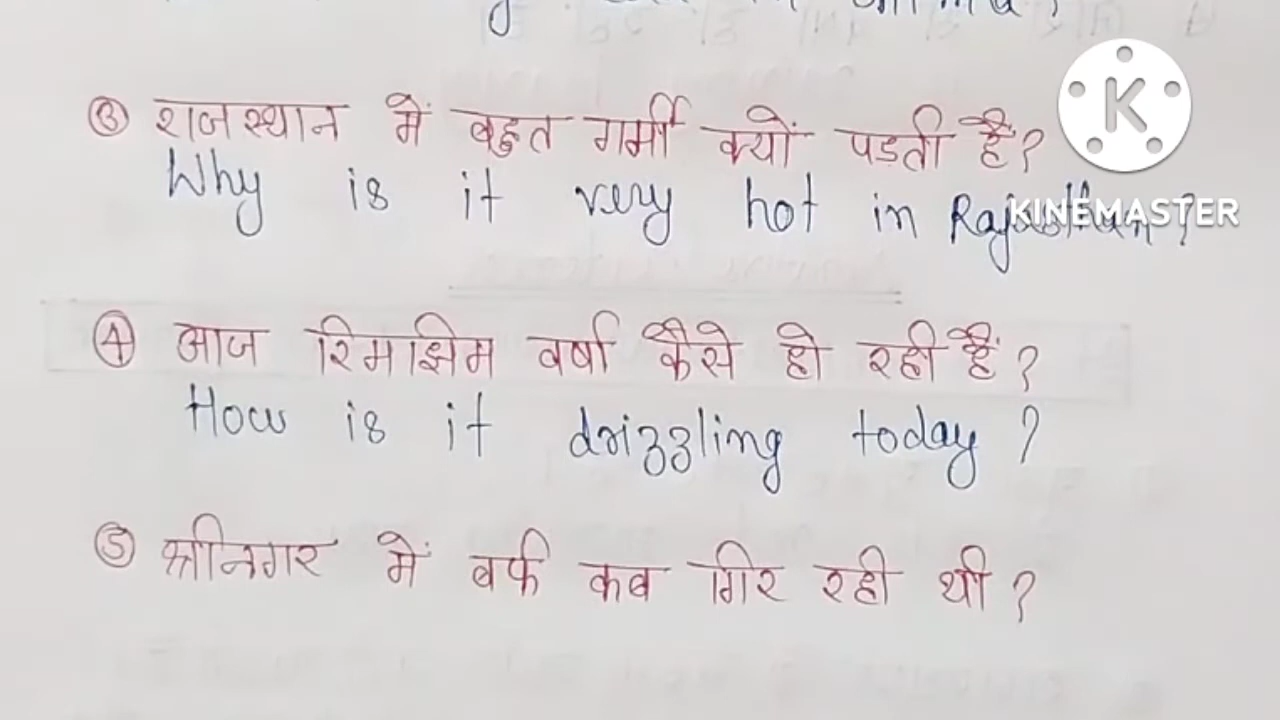 ③ राजस्थान में बहुत गर्मी क्यों पडती हैं?
Why is it very hot in Rajasthan?
K
KINEMASTER
④ आज रिमझिम वर्षा कैसे हो रही हैं?
How is it drizzling today?
⑤ श्रीनगर में बर्फ कब गिर रही थी?